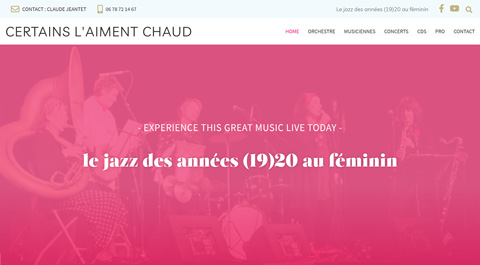 CONTACT : CLAUDE JEANTET
06 78 72 14 67
Le jazz des années (19)20 au féminin
CERTAINS L'AIMENT CHAUD
HOME ORCHESTRE MUSICIENNES CONCERTS CDS PRO CONTACT
- EXPERIENCE THIS GREAT MUSIC LIVE TODAY -
le jazz des années (19)20 au féminin